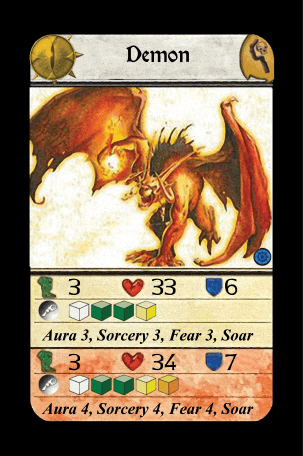 Demon
3 33 6
Aura 3, Sorcery 3, Fear 3, Soar
3 34 7
Aura 4, Sorcery 4, Fear 4, Soar